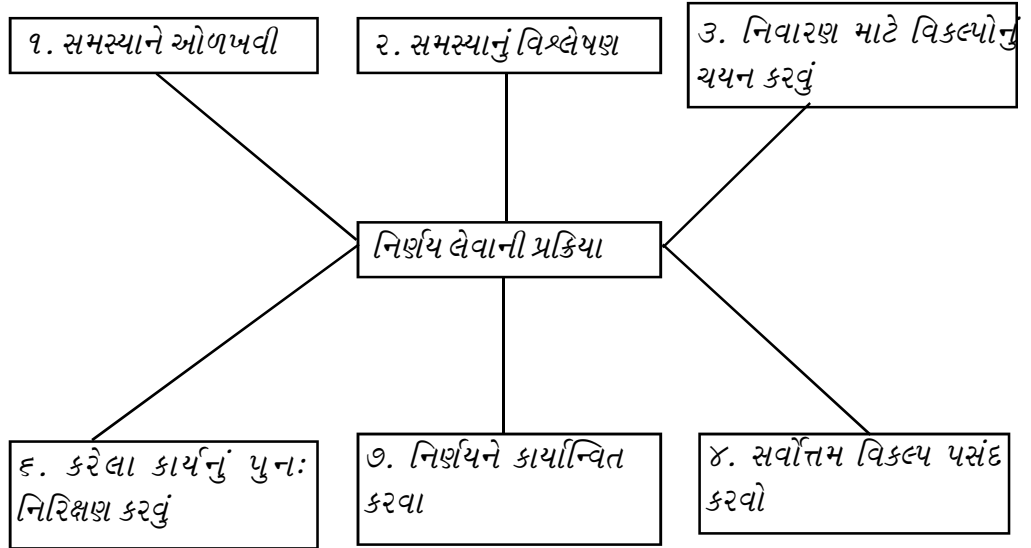 ૧. સમસ્યાને ઓળખવી
૨. સમસ્યાનું વિશ્લેષણ
૩. નિવારણ માટે વિકલ્પોનું
ચયન કરવું
નિર્ણય લેવાની પ્રક્રિયા
૬. કરેલા કાર્યનું પુનઃ
નિરિક્ષણ કરવું
૭. નિર્ણયને કાર્યાન્વિત
કરવા
૪. સર્વોત્તમ વિકલ્પ પસંદ
કરવો